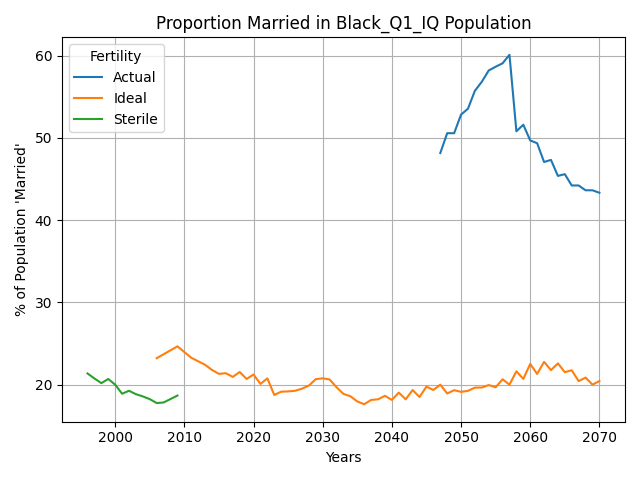 Proportion Married in Black_Q1_IQ Population
Fertility
Actual
Ideal
Sterile
% of Population 'Married'
60
50
40
30
20
2000
2010
2020
2030
2040
2050
2060
2070
Years